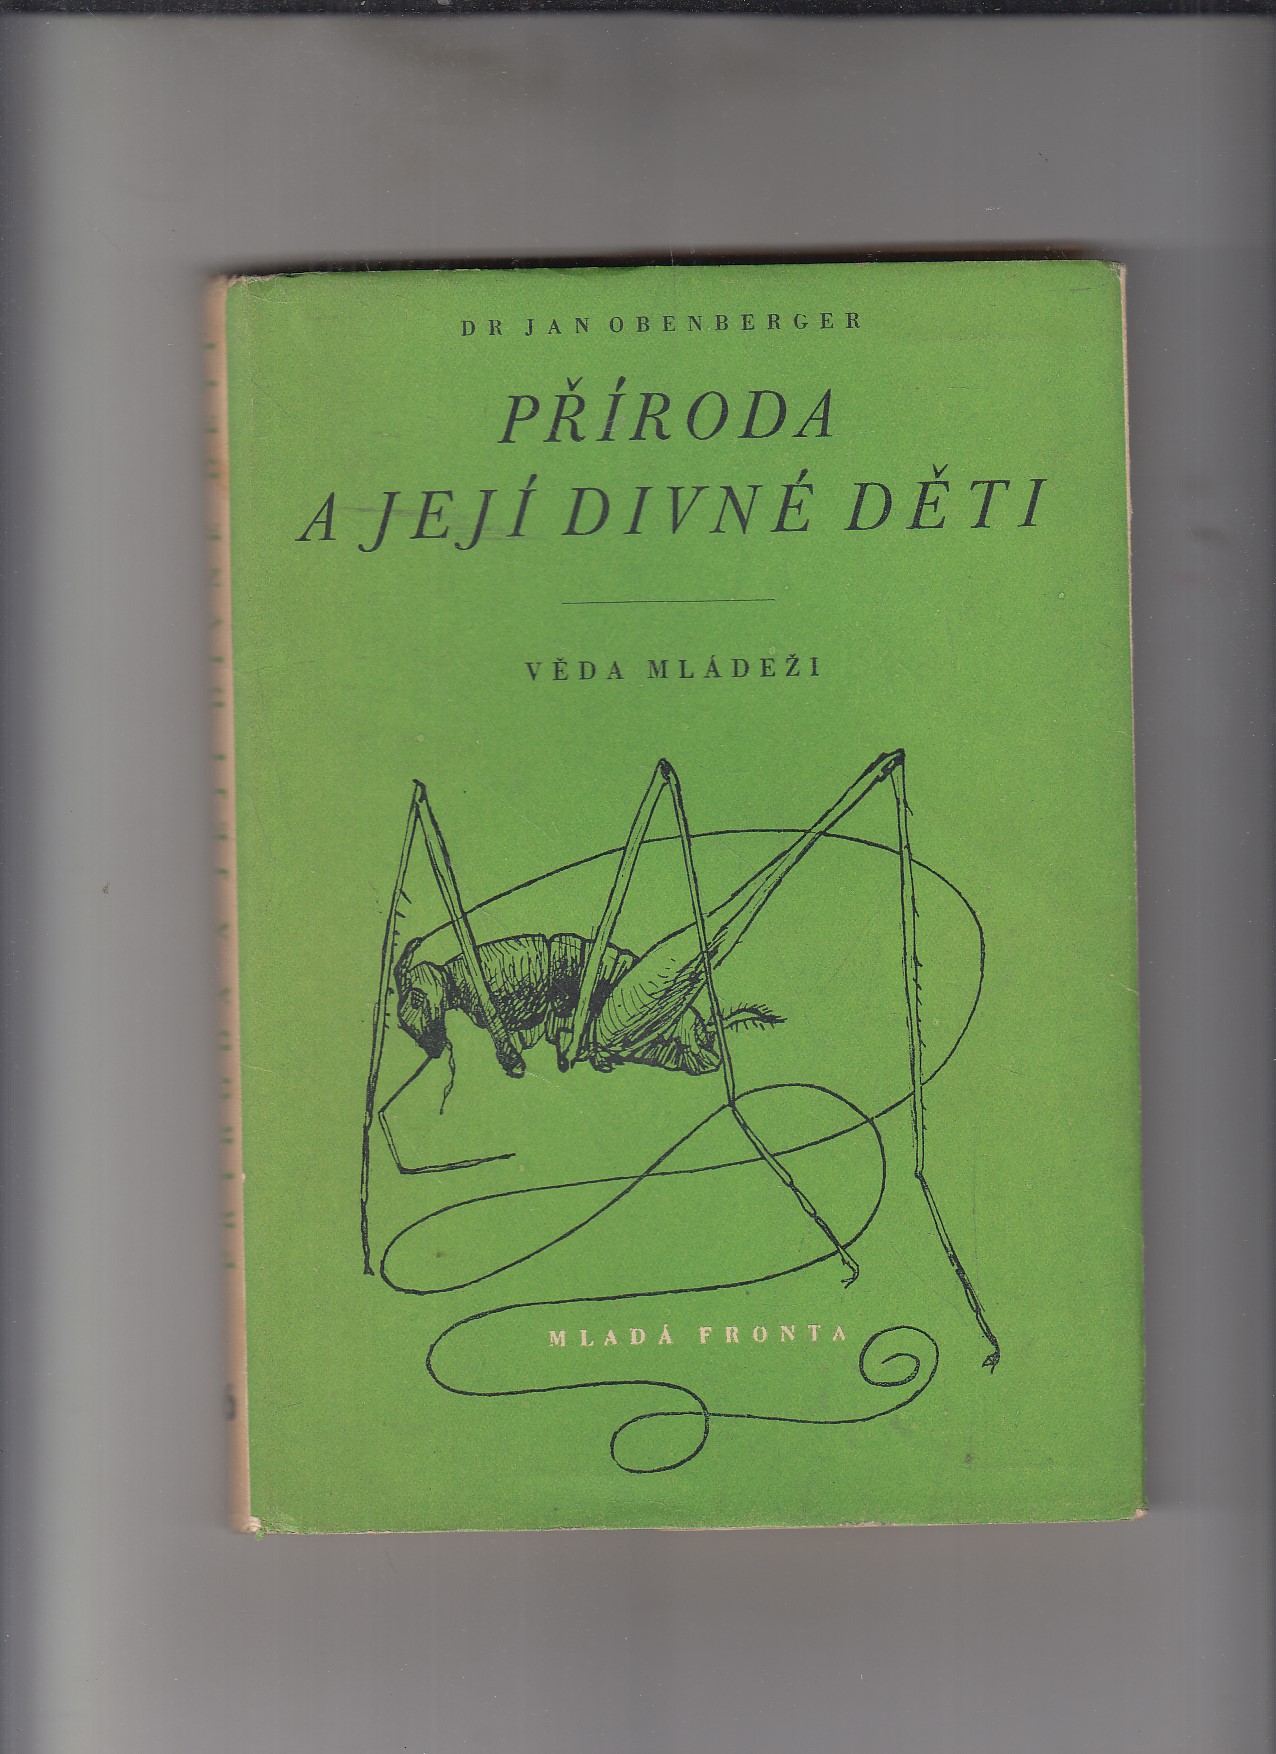 DR JAN OBENBERGER
PŘÍRODA
A JEJÍ DIVNÉ DĚTI
VĚDA MLÁDEŽI
MLADÁ FRONTA